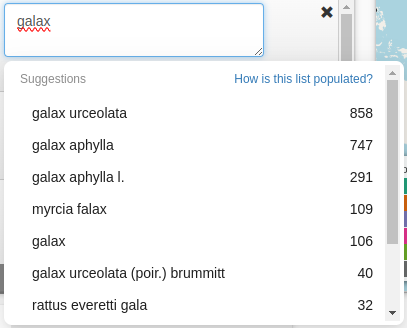 galax
Suggestions How is this list populated?
galax urceolata 858
galax aphylla 747
galax aphylla l. 291
myrcia falax 109
galax 106
galax urceolata (poir.) brummitt 40
rattus everetti gala 32